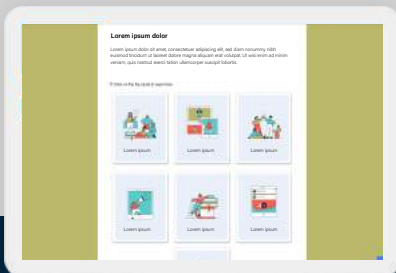 Lorem ipsum dolor
Lorem ipsum dolor sit amet, consectetuer adipiscing elit, sed diam nonummy nibh
euismod tincidunt ut laoreet dolore magna aliquam erat volutpat. Ut wisi enim ad minim
veniam, quis nostrud exerci tation ullamcorper suscipit lobortis.
Lorem ipsum
Lorem ipsum
Lorem ipsum
Lorem ipsum
Lorem ipsum
Lorem ipsum